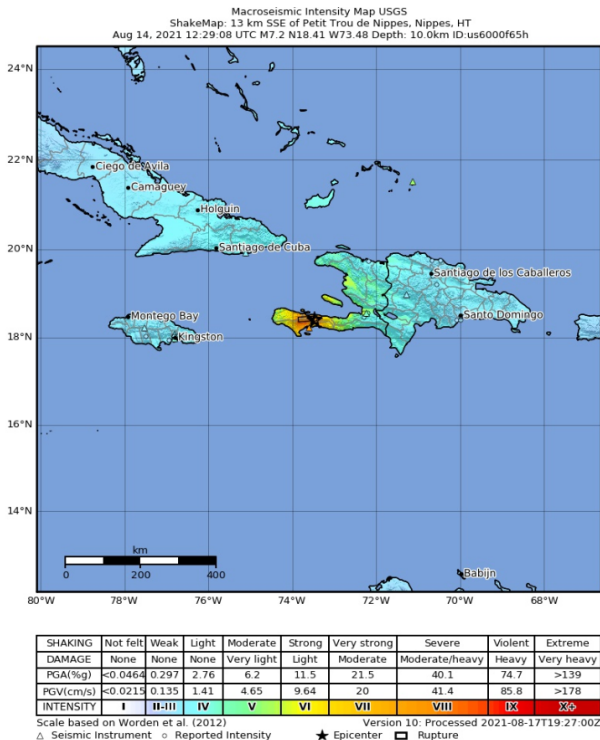 Macroseismic Intensity Map USGS
ShakeMap: 13 km SSE of Petit Trou de Nippes, Nippes, HT
Aug 14, 2021 12:29:08 UTC M7.2 N18.41 W73.48 Depth: 10.0km ID:us6000f65h
24°N
22°N
Ciego de Avila
Camaguey
Holguin
20°N
Santiago de Cuba
Santiago de los Caballeros
Montego Bay
Santo Domingo
18°N
Kingston
16°N
14°N
km
0 200 400
Babijn
80°W 78°W 76°W 74°W 72°W 70°W 68°W
SHAKING Not felt Weak Light Moderate Strong Very strong Severe Violent Extreme
DAMAGE None None None Very light Light Moderate Moderate/heavy Heavy Very heavy
PGA(%g) <0.0464 0.297 2.76 6.2 11.5 21.5 40.1 74.7 >139
PGV(cm/s) <0.0215 0.135 1.41 4.65 9.64 20 41.4 85.8 >178
INTENSITY I II-III IV V VI VII VIII IX X+
Scale based on Worden et al. (2012) Version 10: Processed 2021-08-17T19:27:00Z
△ Seismic Instrument ○ Reported Intensity ★ Epicenter □ Rupture